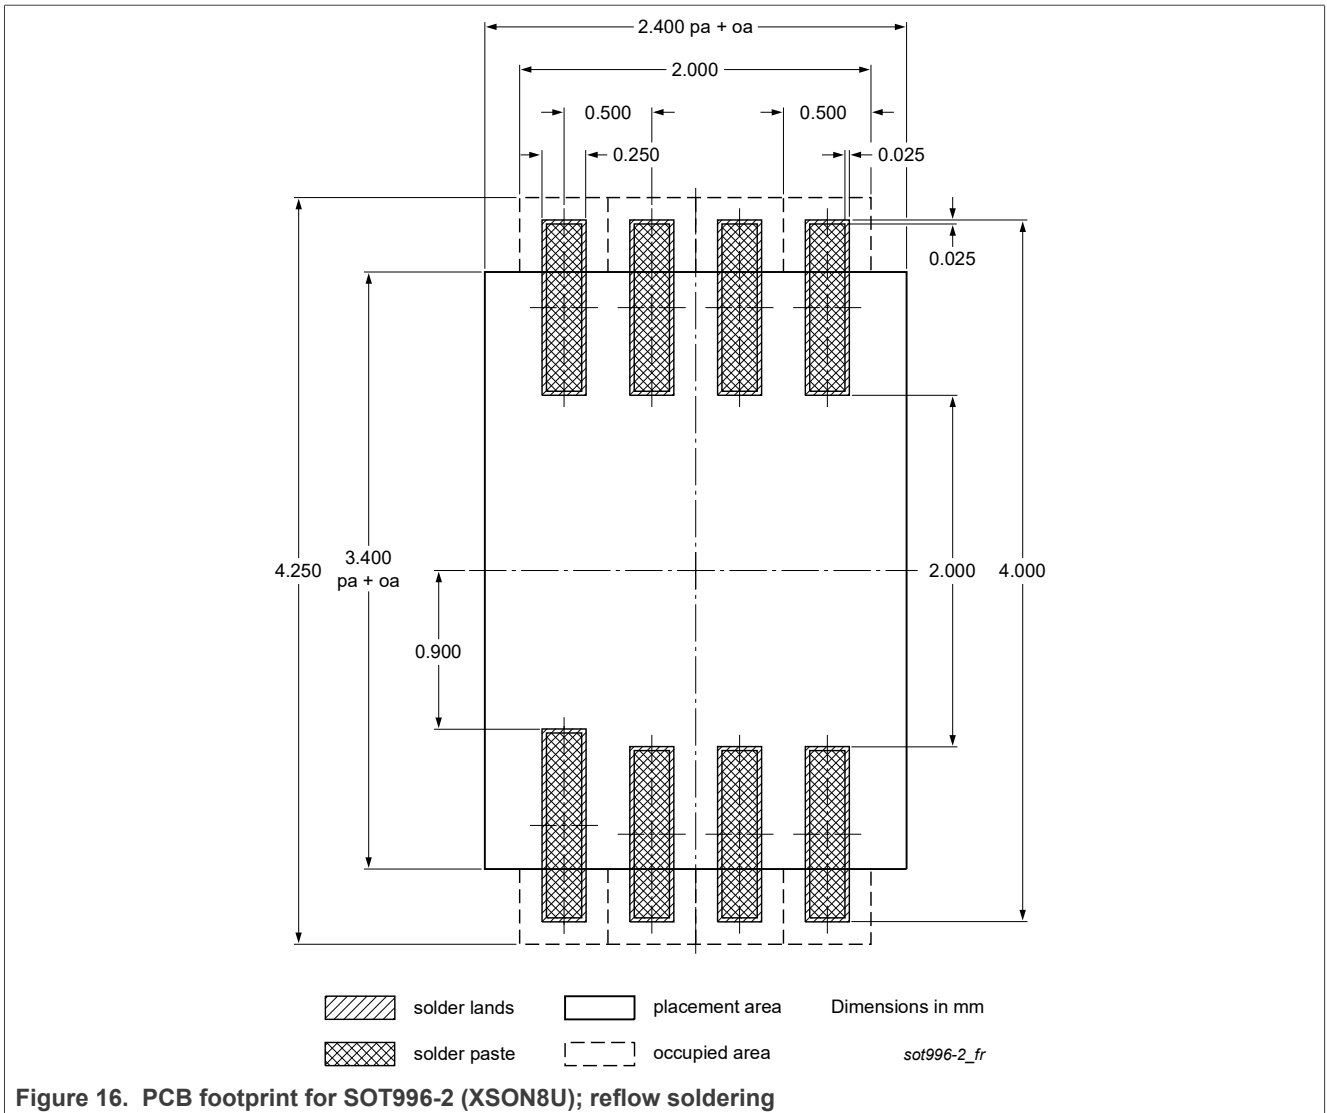 2.400 pa + oa
2.000
0.500
0.500
0.250
0.025
0.025
4.250
3.400
pa + oa
2.000
4.000
0.900
solder lands
placement area
Dimensions in mm
solder paste
occupied area
sot996-2_fr
Figure 16. PCB footprint for SOT996-2 (XSON8U); reflow soldering